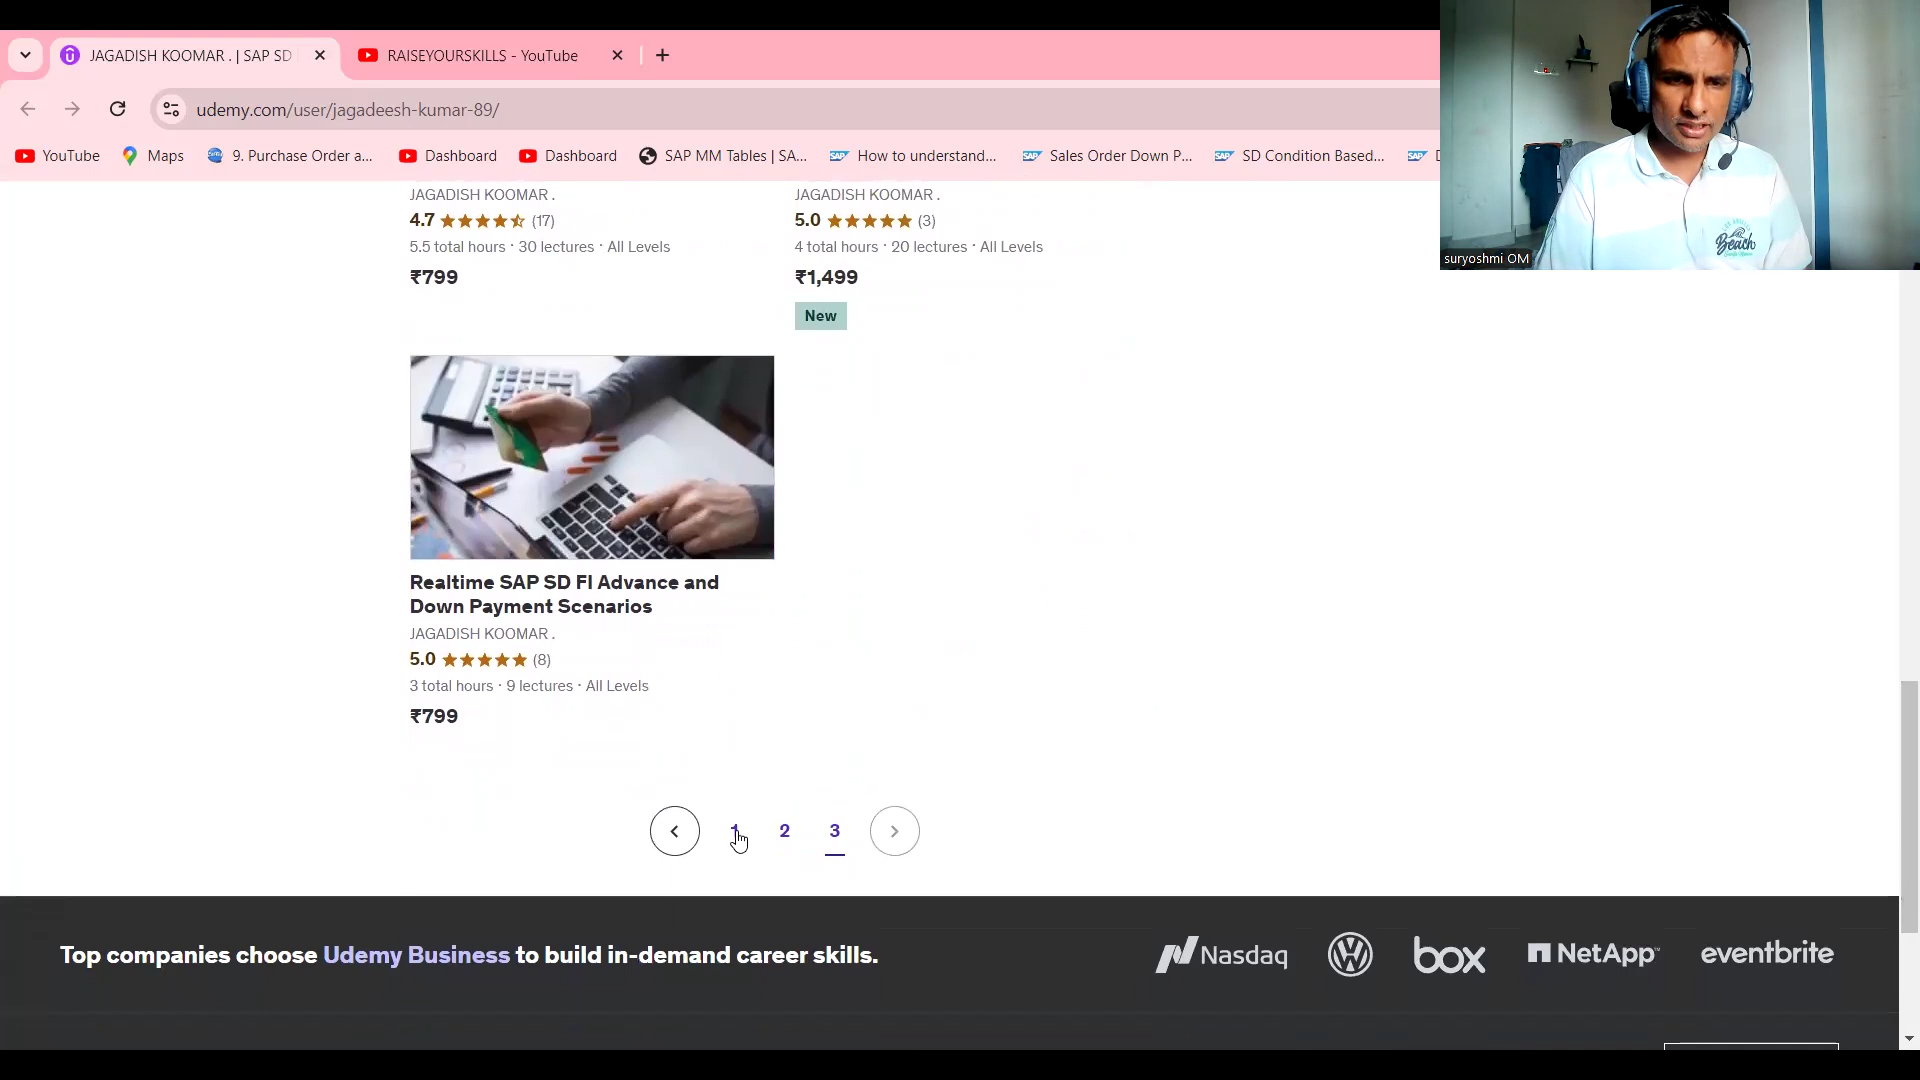 JAGADISH KOOMAR . | SAP SD
RAISEYOURSKILLS - YouTube
udemy.com/user/jagadeesh-kumar-89/
YouTube
Maps
9. Purchase Order a...
Dashboard
Dashboard
SAP MM Tables | SA...
How to understand...
Sales Order Down P...
SD Condition Based...
suryoshmi OM
Beach
JAGADISH KOOMAR .
4.7 (17)
5.5 total hours · 30 lectures · All Levels
₹799
JAGADISH KOOMAR .
5.0 (3)
4 total hours · 20 lectures · All Levels
₹1,499
New
Realtime SAP SD FI Advance and
Down Payment Scenarios
JAGADISH KOOMAR .
5.0 (8)
3 total hours · 9 lectures · All Levels
₹799
1 2 3
Top companies choose Udemy Business to build in-demand career skills.
Nasdaq
box
NetApp
eventbrite